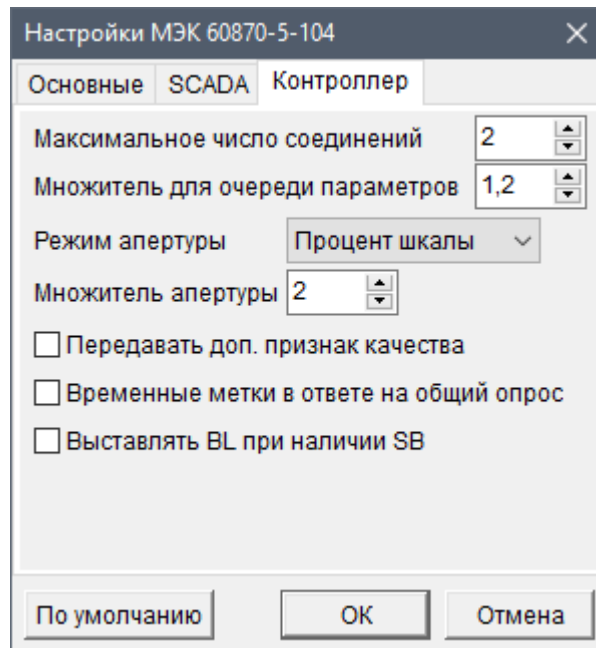 Настройки МЭК 60870-5-104
Основные SCADA Контроллер
Максимальное число соединений 2
Множитель для очереди параметров 1,2
Режим апертуры Процент шкалы
Множитель апертуры 2
Передавать доп. признак качества
Временные метки в ответе на общий опрос
Выставлять BL при наличии SB
По умолчанию ОК Отмена